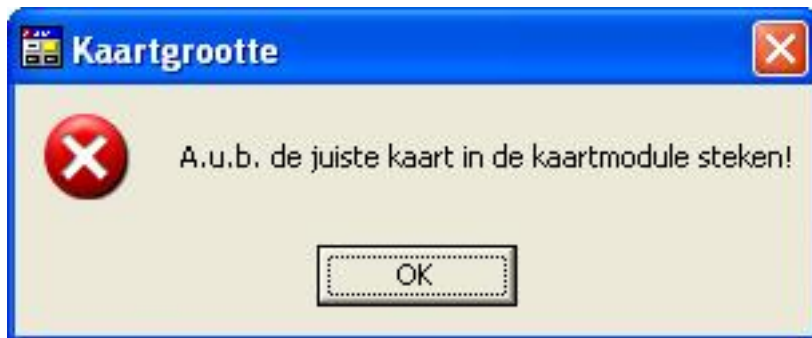 Kaartgrootte
A.u.b. de juiste kaart in de kaartmodule steken!
OK